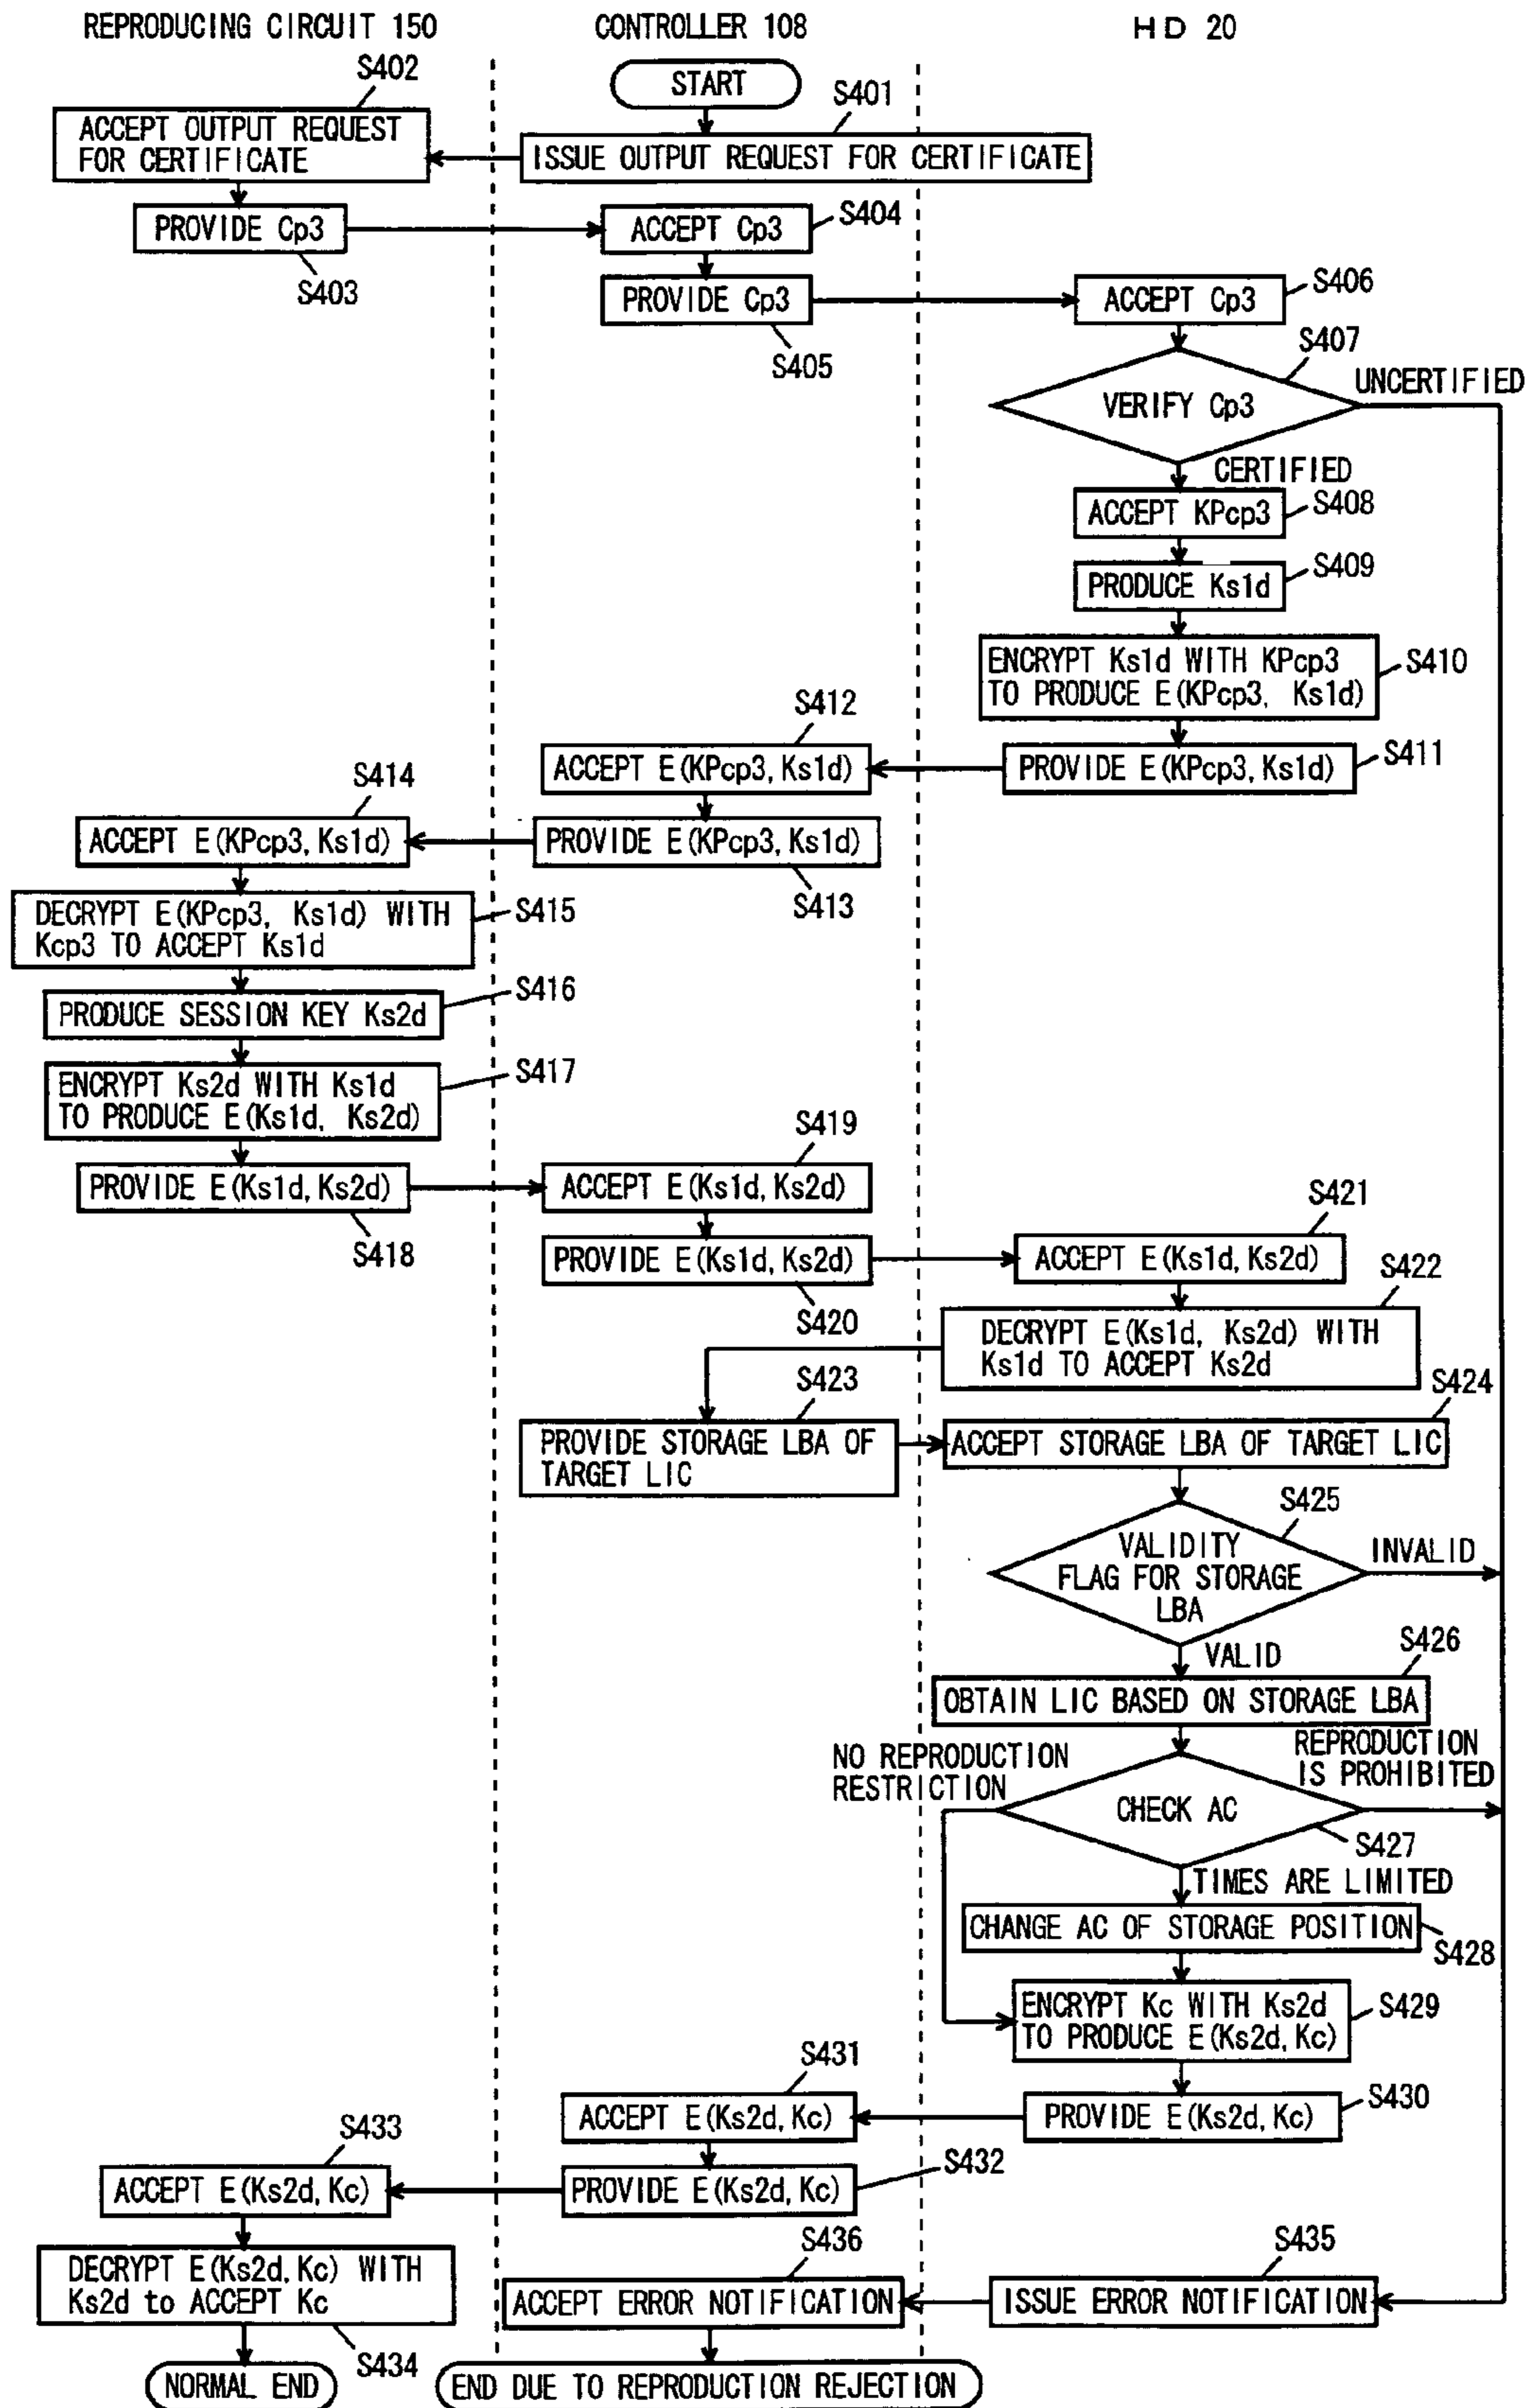 REPRODUCING CIRCUIT 150
CONTROLLER 108
HD 20
START
S402
S401
ACCEPT OUTPUT REQUEST
FOR CERTIFICATE
ISSUE OUTPUT REQUEST FOR CERTIFICATE
PROVIDE Cp3
S403
ACCEPT Cp3
S404
PROVIDE Cp3
S405
ACCEPT Cp3
S406
S407
VERIFY Cp3
UNCERTIFIED
CERTIFIED
ACCEPT KPcp3
S408
PRODUCE Ks1d
S409
ENCRYPT Ks1d WITH KPcp3
TO PRODUCE E(KPcp3, Ks1d)
S410
S412
ACCEPT E(KPcp3, Ks1d)
PROVIDE E(KPcp3, Ks1d)
S411
S414
ACCEPT E(KPcp3, Ks1d)
PROVIDE E(KPcp3, Ks1d)
S413
DECRYPT E(KPcp3, Ks1d) WITH
Kcp3 TO ACCEPT Ks1d
S415
PRODUCE SESSION KEY Ks2d
S416
ENCRYPT Ks2d WITH Ks1d
TO PRODUCE E(Ks1d, Ks2d)
S417
PROVIDE E(Ks1d, Ks2d)
S418
S419
ACCEPT E(Ks1d, Ks2d)
PROVIDE E(Ks1d, Ks2d)
S420
S421
ACCEPT E(Ks1d, Ks2d)
S422
DECRYPT E(Ks1d, Ks2d) WITH
Ks1d TO ACCEPT Ks2d
S423
PROVIDE STORAGE LBA OF
TARGET LIC
S424
ACCEPT STORAGE LBA OF TARGET LIC
S425
VALIDITY
FLAG FOR STORAGE
LBA
INVALID
VALID
S426
OBTAIN LIC BASED ON STORAGE LBA
NO REPRODUCTION
RESTRICTION
REPRODUCTION
IS PROHIBITED
CHECK AC
S427
TIMES ARE LIMITED
CHANGE AC OF STORAGE POSITION
S428
ENCRYPT Kc WITH Ks2d
TO PRODUCE E(Ks2d, Kc)
S429
S431
ACCEPT E(Ks2d, Kc)
PROVIDE E(Ks2d, Kc)
S430
S433
ACCEPT E(Ks2d, Kc)
PROVIDE E(Ks2d, Kc)
S432
DECRYPT E(Ks2d, Kc) WITH
Ks2d to ACCEPT Kc
S434
S436
ACCEPT ERROR NOTIFICATION
S435
ISSUE ERROR NOTIFICATION
NORMAL END
END DUE TO REPRODUCTION REJECTION